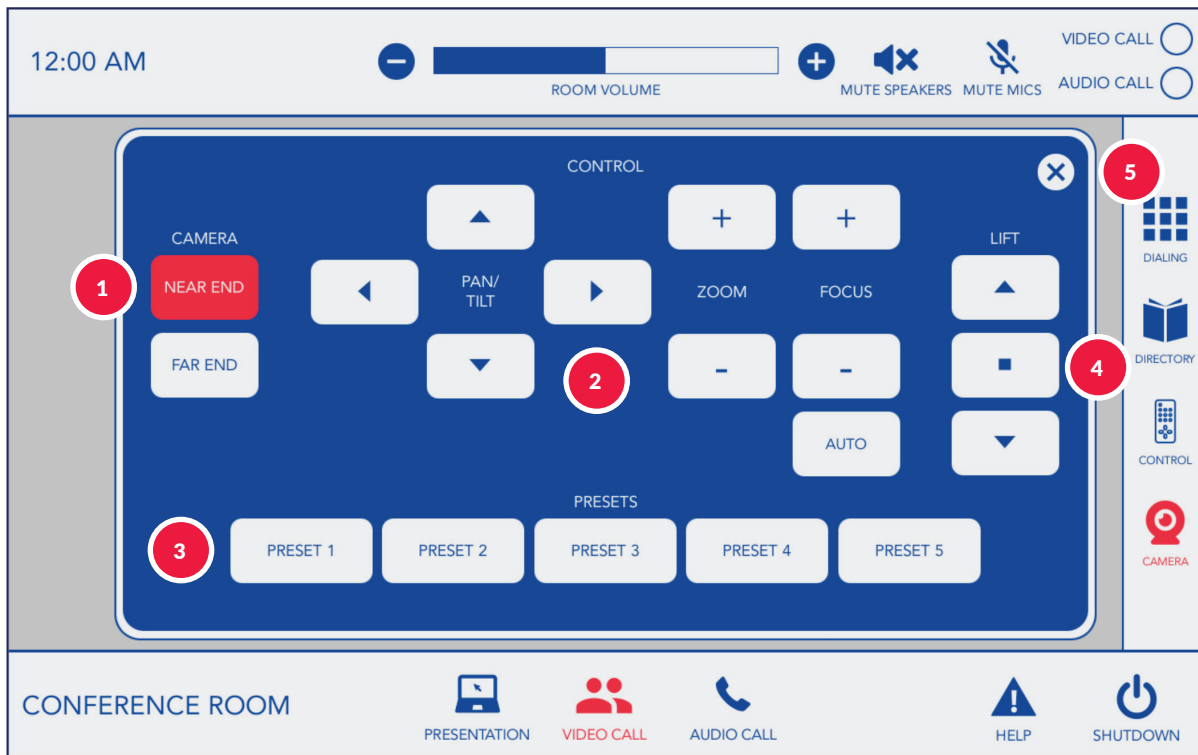 12:00 AM
ROOM VOLUME
MUTE SPEAKERS
MUTE MICS
VIDEO CALL
AUDIO CALL
CONTROL
5
CAMERA
LIFT
1
NEAR END
PAN/
TILT
ZOOM
FOCUS
DIALING
FAR END
2
4
DIRECTORY
AUTO
CONTROL
PRESETS
3
PRESET 1
PRESET 2
PRESET 3
PRESET 4
PRESET 5
CAMERA
CONFERENCE ROOM
PRESENTATION
VIDEO CALL
AUDIO CALL
HELP
SHUTDOWN